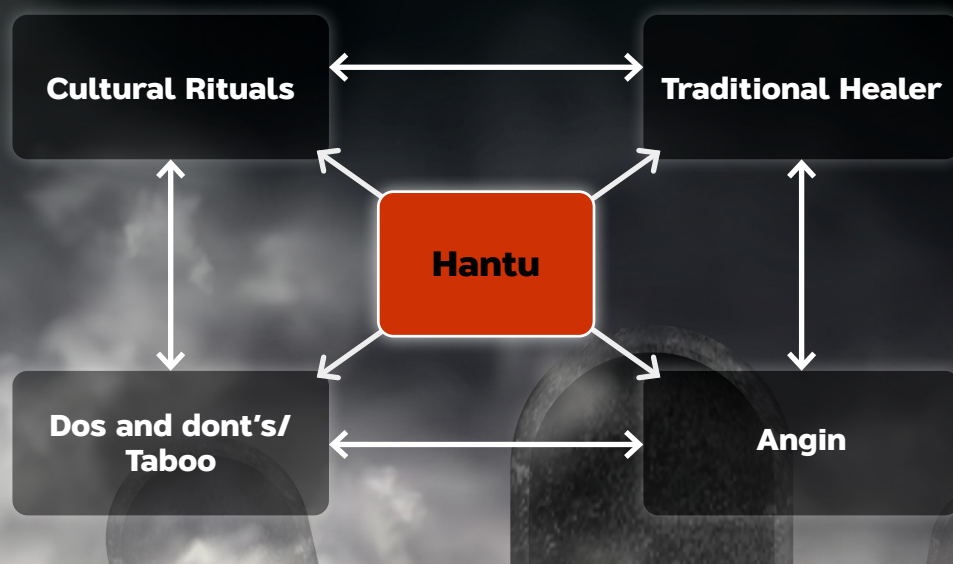 Cultural Rituals
Traditional Healer
Hantu
Dos and dont's/
Taboo
Angin